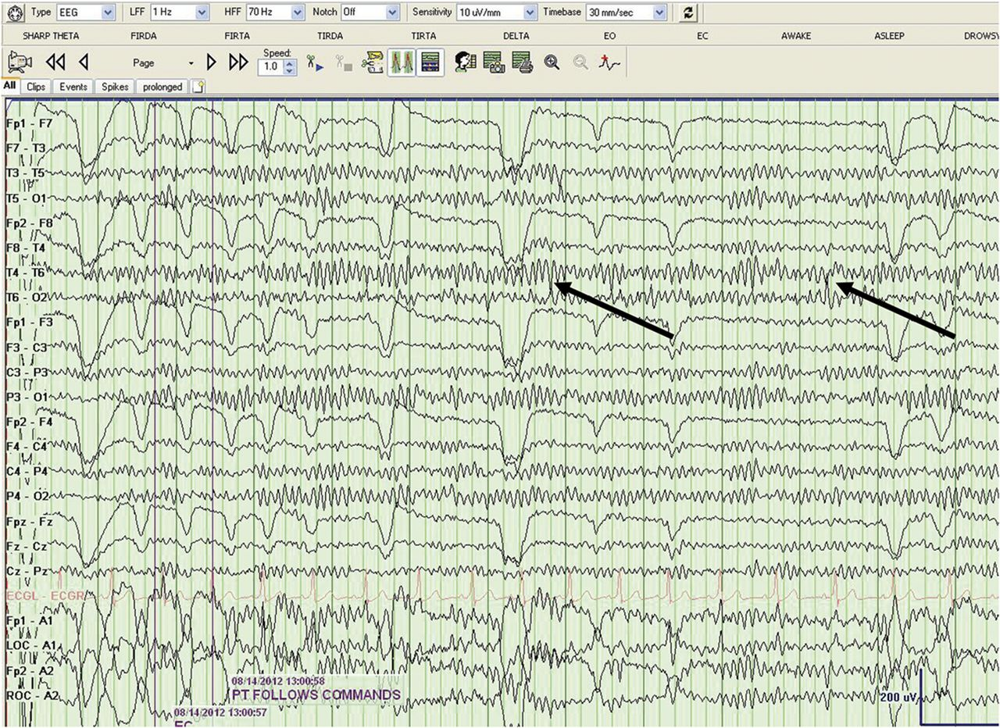 Type EEG LFF 1 Hz HFF 70 Hz Notch Off Sensitivity 10 uV/mm Timebase 30 mm/sec
SHARP THETA FIRDA FIRTA TIRDA TIRTA DELTA EO EC AWAKE ASLEEP DROWSY
Page Speed: 1.0
All Clips Events Spikes prolonged
Fp1 - F7
F7 - T3
T3 - T5
T5 - O1
Fp2 - F8
F8 - T4
T4 - T6
T6 - O2
Fp1 - F3
F3 - C3
C3 - P3
P3 - O1
Fp2 - F4
F4 - C4
C4 - P4
P4 - O2
Fpz - Fz
Fz - Cz
Cz - Pz
ECGL - ECGR
Fp1 - A1
LOC - A1
Fp2 - A2
08/14/2012 13:00:58
PT FOLLOWS COMMANDS
ROC - A2
200 uV
08/14/2012 13:00:57
EC